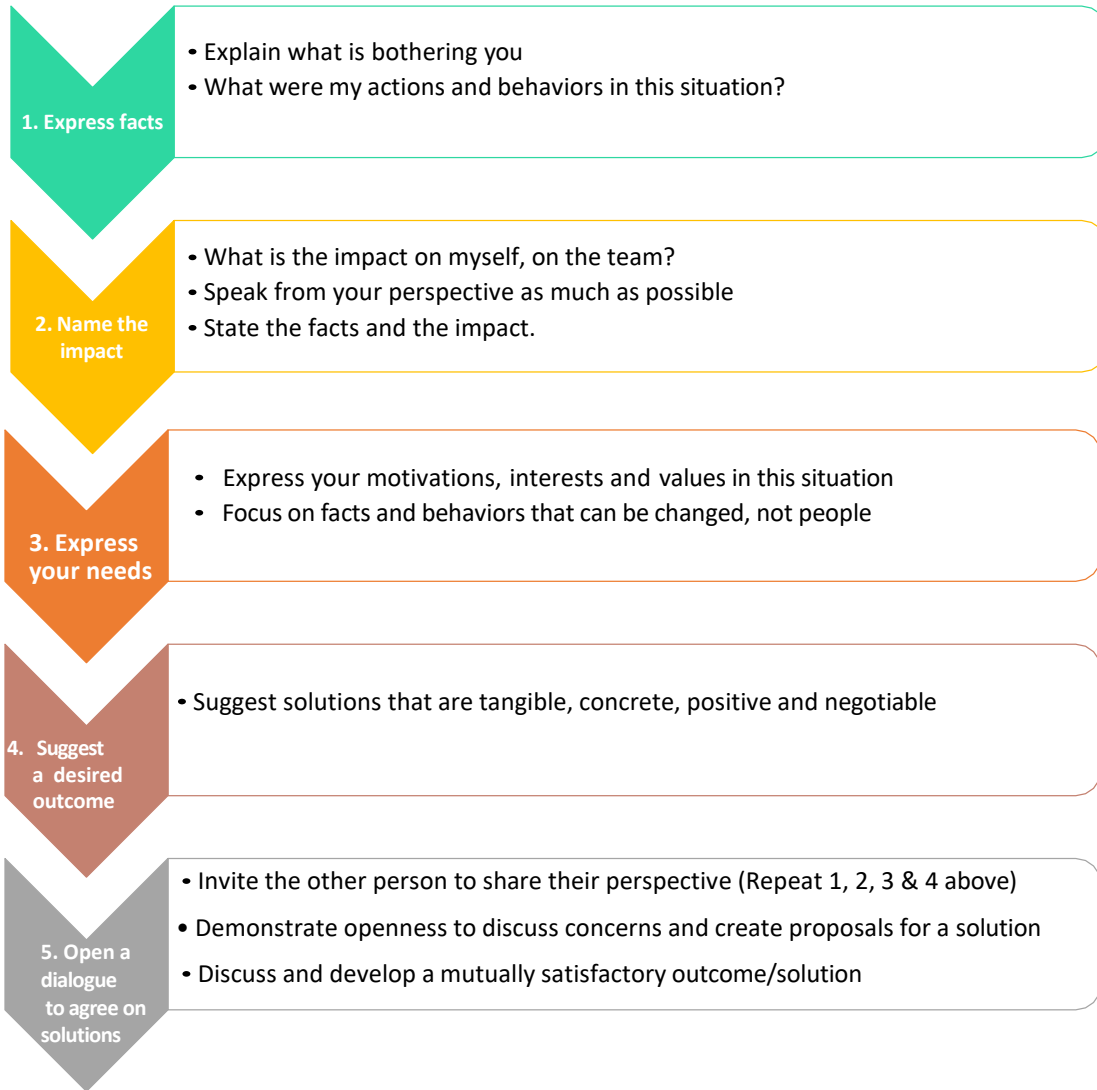 • Explain what is bothering you
• What were my actions and behaviors in this situation?
1. Express facts
• What is the impact on myself, on the team?
• Speak from your perspective as much as possible
• State the facts and the impact.
2. Name the
impact
• Express your motivations, interests and values in this situation
• Focus on facts and behaviors that can be changed, not people
3. Express
your needs
• Suggest solutions that are tangible, concrete, positive and negotiable
4. Suggest
a desired
outcome
• Invite the other person to share their perspective (Repeat 1, 2, 3 & 4 above)
• Demonstrate openness to discuss concerns and create proposals for a solution
• Discuss and develop a mutually satisfactory outcome/solution
5. Open a
dialogue
to agree on
solutions